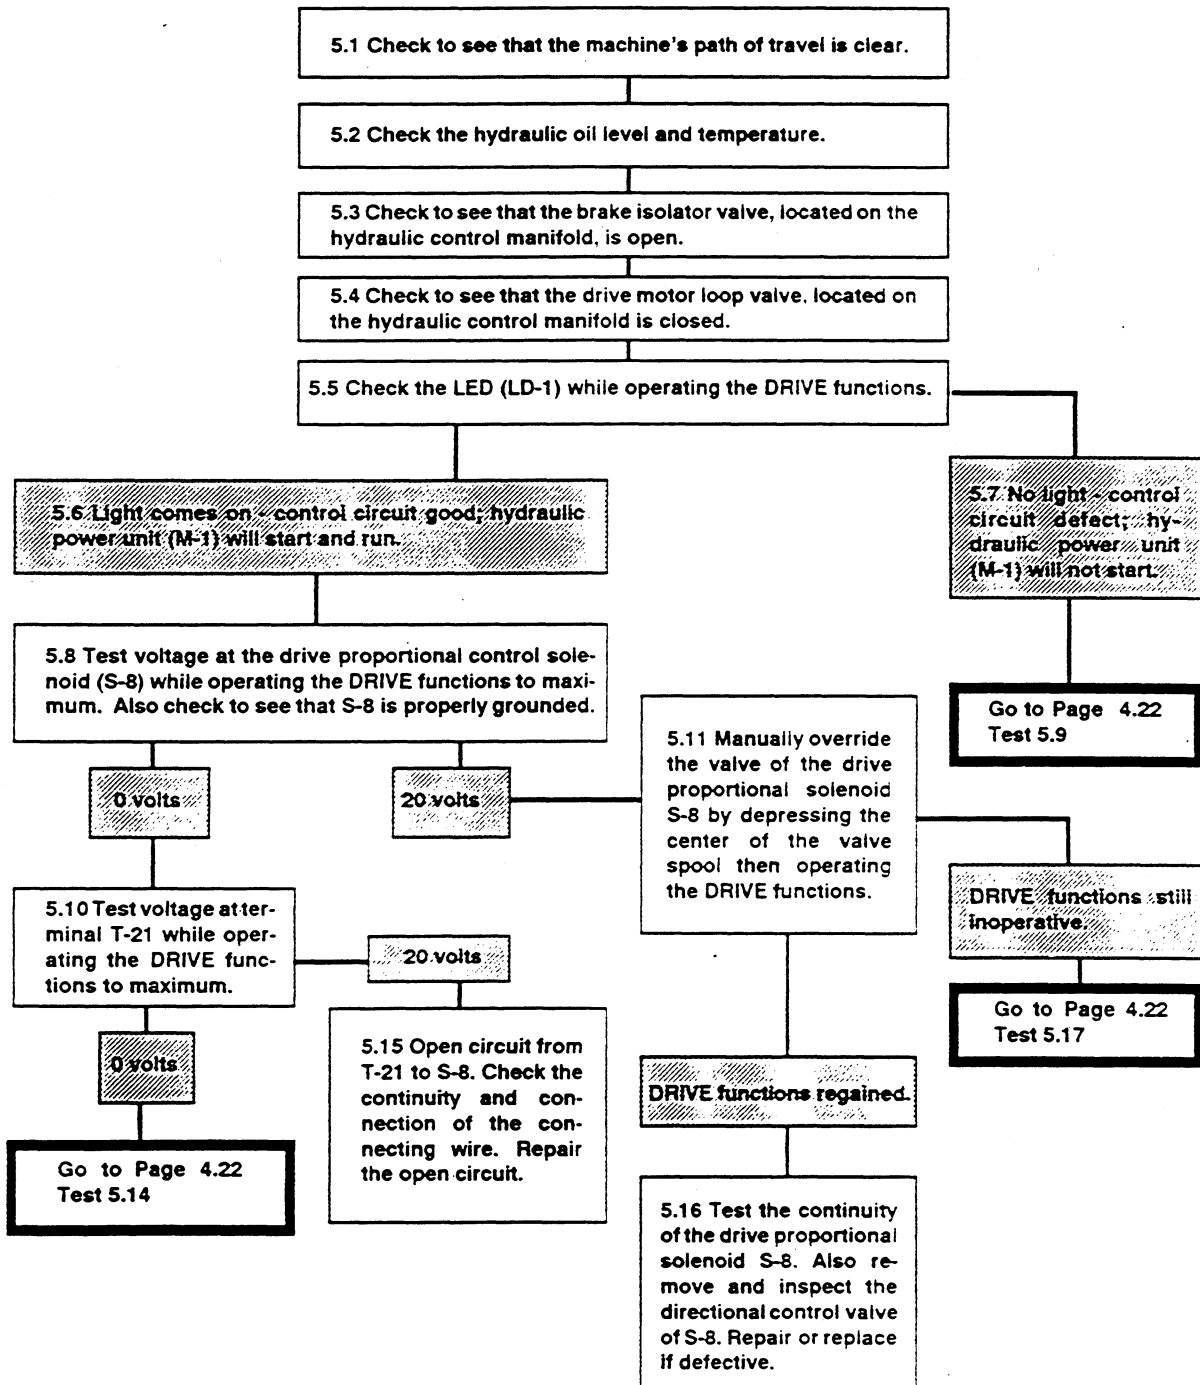 5.1 Check to see that the machine's path of travel is clear.
5.2 Check the hydraulic oil level and temperature.
5.3 Check to see that the brake isolator valve, located on the
hydraulic control manifold, is open.
5.4 Check to see that the drive motor loop valve, located on
the hydraulic control manifold is closed.
5.5 Check the LED (LD-1) while operating the DRIVE functions.
5.6 Light comes on - control circuit good; hydraulic
power unit (M-1) will start and run.
5.7 No light - control
circuit defect; hy-
draulic power unit
(M-1) will not start.
5.8 Test voltage at the drive proportional control sole-
noid (S-8) while operating the DRIVE functions to maxi-
mum. Also check to see that S-8 is properly grounded.
Go to Page 4.22
Test 5.9
0 volts
20 volts
5.11 Manually override
the valve of the drive
proportional solenoid
S-8 by depressing the
center of the valve
spool then operating
the DRIVE functions.
5.10 Test voltage at ter-
minal T-21 while oper-
ating the DRIVE func-
tions to maximum.
20 volts
DRIVE functions still
inoperative.
Go to Page 4.22
Test 5.17
0 volts
5.15 Open circuit from
T-21 to S-8. Check the
continuity and con-
nection of the con-
necting wire. Repair
the open circuit.
DRIVE functions regained.
Go to Page 4.22
Test 5.14
5.16 Test the continuity
of the drive proportional
solenoid S-8. Also re-
move and inspect the
directional control valve
of S-8. Repair or replace
if defective.